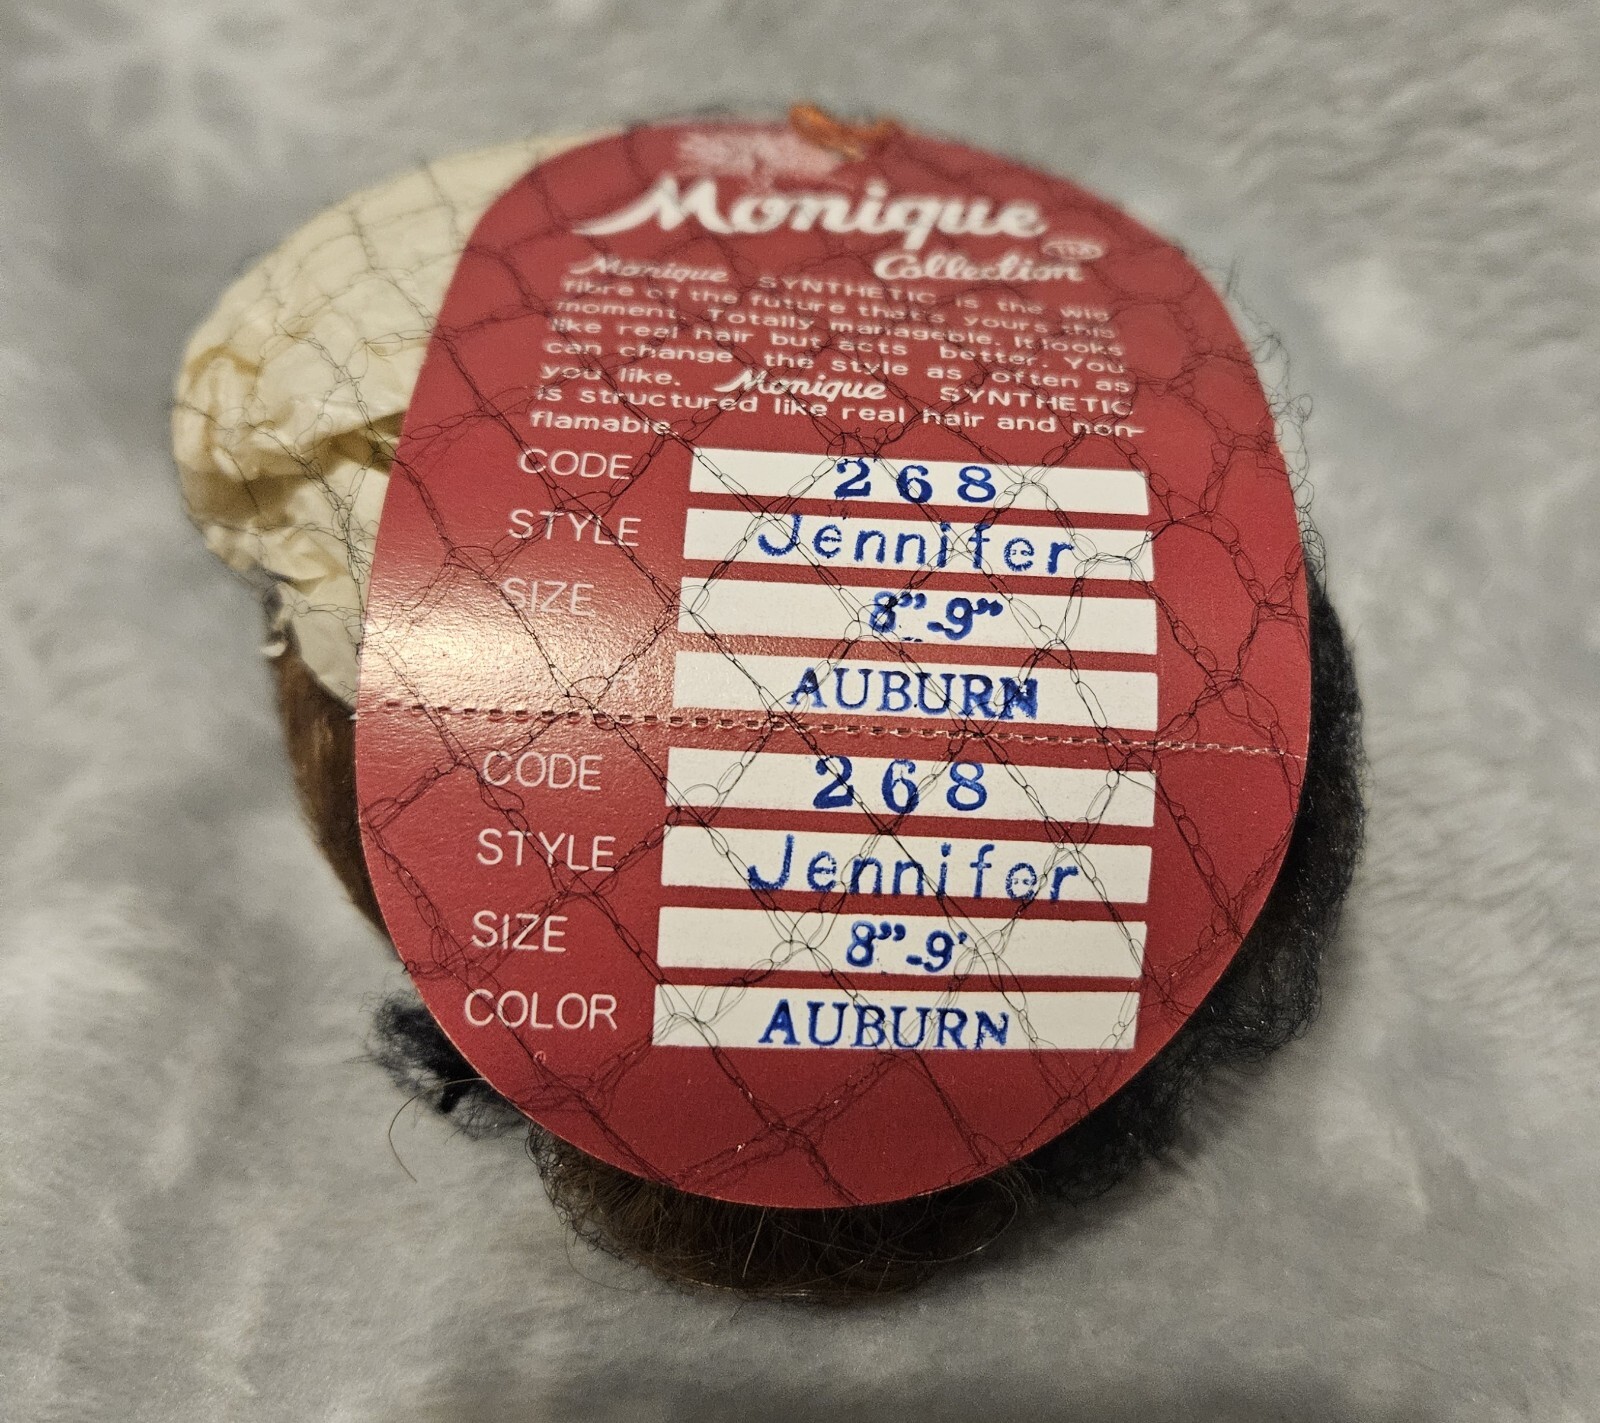 Monique
Collection TM
Monique SYNTHETIC is the wig
fibre of the future that's yours this
moment. Totally manageble. It looks
like real hair but acts better. You
can change the style as often as
you like. Monique SYNTHETIC
is structured like real hair and non-
flamable.
CODE 268
STYLE Jennifer
SIZE 8"-9"
AUBURN
CODE 268
STYLE Jennifer
SIZE 8"-9'
COLOR AUBURN